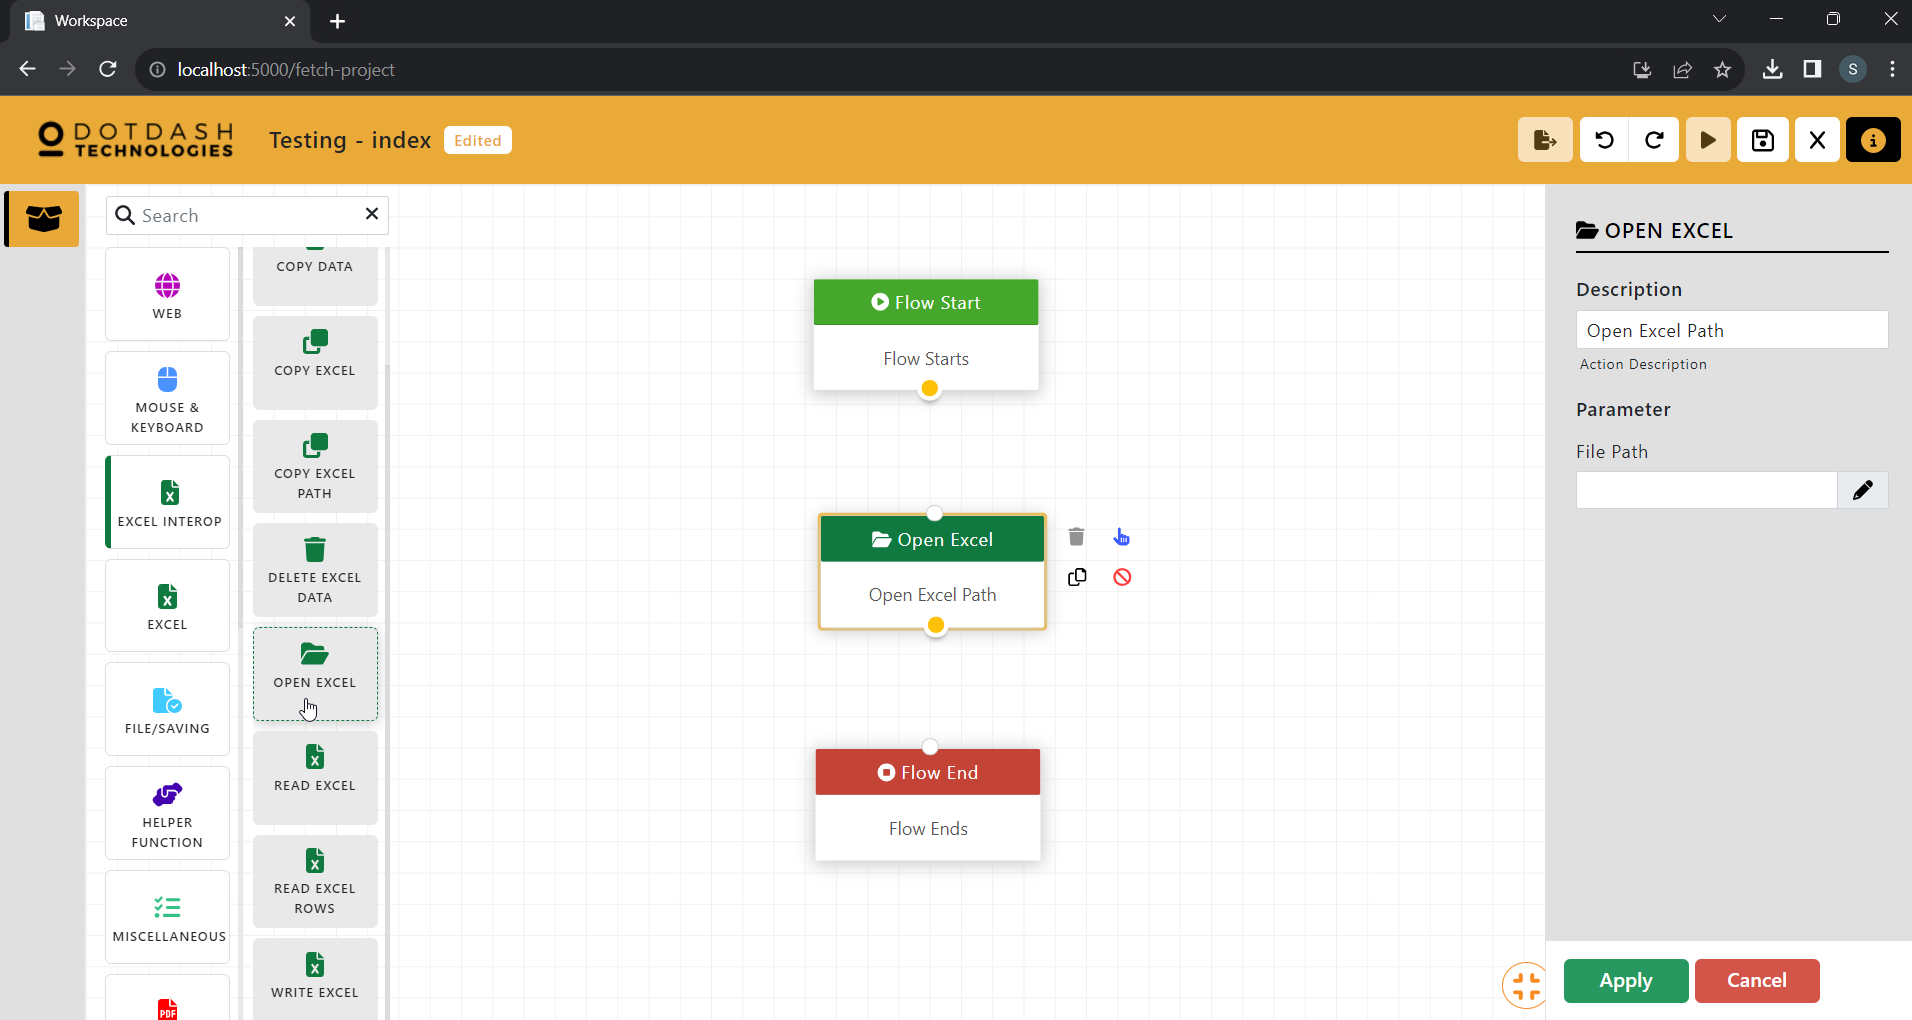 Workspace
localhost:5000/fetch-project
DOTDASH
TECHNOLOGIES
Testing - index
Edited
S
Search
WEB
MOUSE &
KEYBOARD
EXCEL INTEROP
EXCEL
FILE/SAVING
HELPER
FUNCTION
MISCELLANEOUS
PDF
COPY DATA
COPY EXCEL
COPY EXCEL
PATH
DELETE EXCEL
DATA
OPEN EXCEL
READ EXCEL
READ EXCEL
ROWS
WRITE EXCEL
Flow Start
Flow Starts
Open Excel
Open Excel Path
Flow End
Flow Ends
OPEN EXCEL
Description
Open Excel Path
Action Description
Parameter
File Path
Apply
Cancel